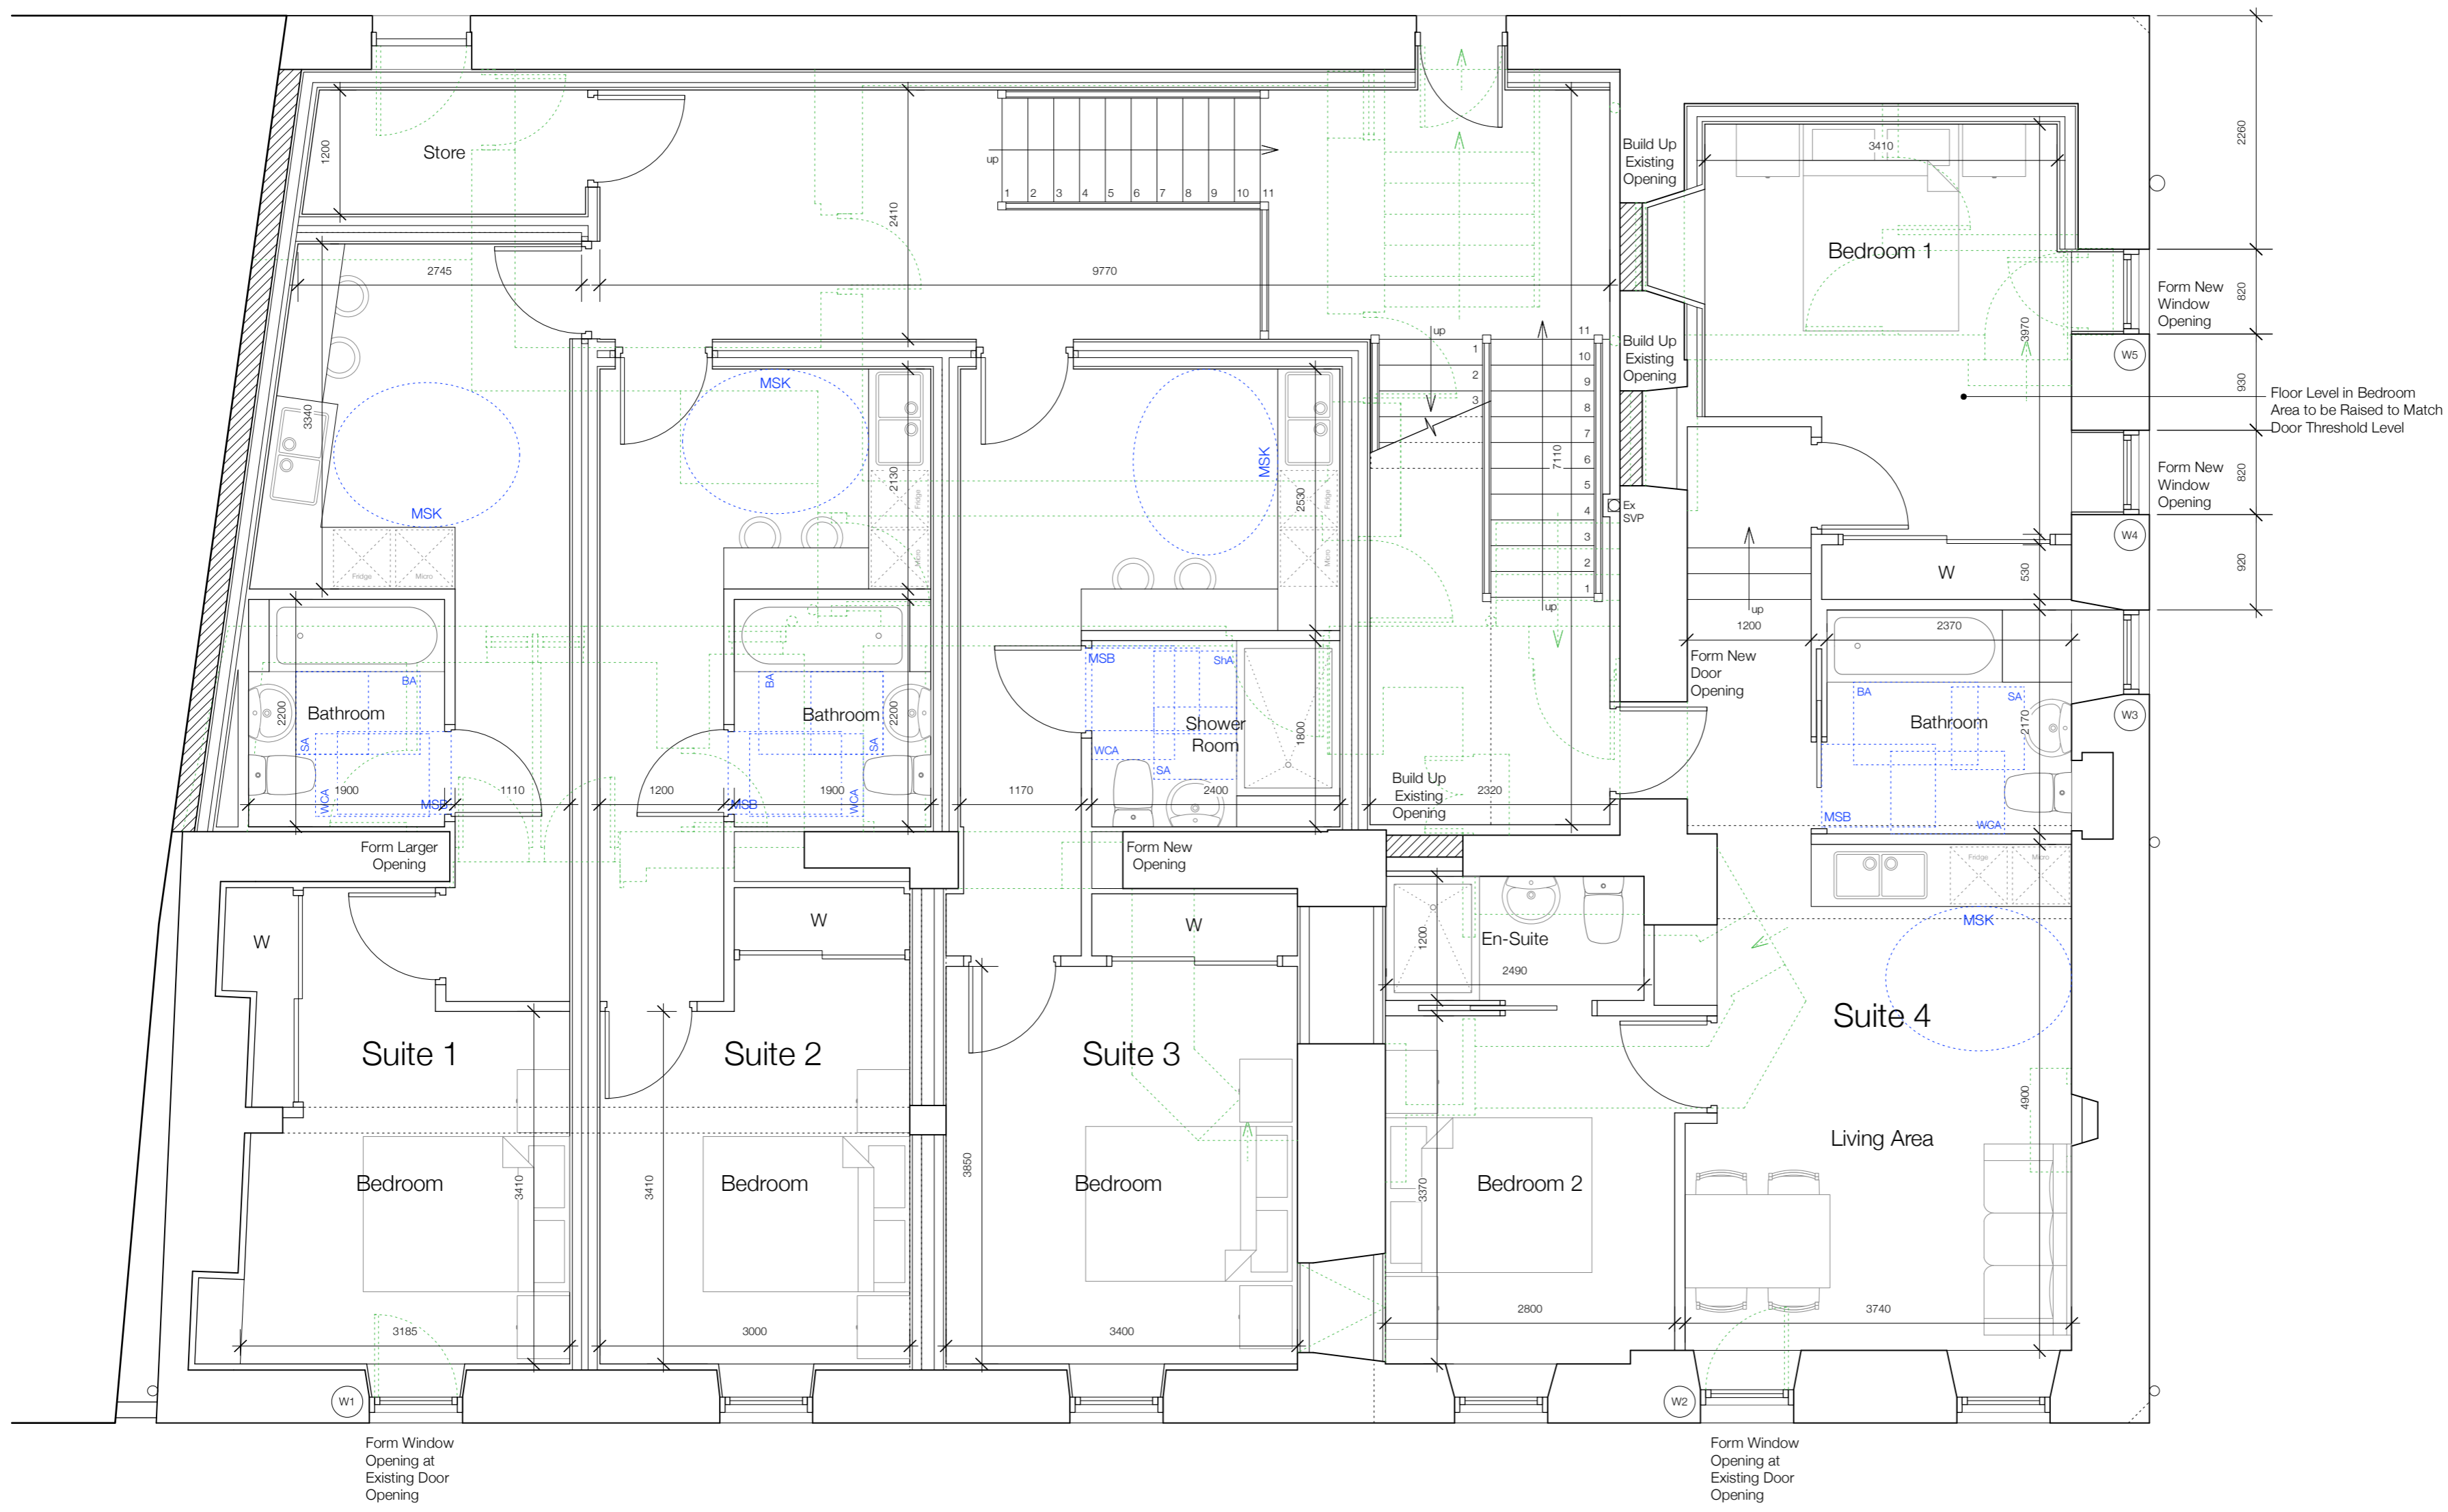 Store
1200
up
1 2 3 4 5 6 7 8 9 10 11
2410
2745
9770
Build Up
Existing
Opening
3410
Bedroom 1
2260
Form New
Window
Opening
820
W5
930
Floor Level in Bedroom
Area to be Raised to Match
Door Threshold Level
3970
Form New
Window
Opening
820
W4
920
Build Up
Existing
Opening
up
1
2
3
11
10
9
8
7
6
5
4
3
2
1
up
7110
Ex
SVP
3340
MSK
Fridge
Micro
MSK
2130
Fridge
Micro
MSK
2530
Fridge
Micro
W
530
up
1200
2370
Form New
Door
Opening
BA
Bathroom
2200
SA
WCA
1900
MSB
1110
BA
Bathroom
2200
SA
1200
MSB
1900
WCA
MSB
ShA
Shower
Room
1800
WCA
SA
1170
2400
Build Up
Existing
Opening
2320
BA
SA
Bathroom
2170
MSB
WCA
W3
Form Larger
Opening
Form New
Opening
Fridge
Micro
W
W
W
En-Suite
1200
2490
MSK
Suite 1
Suite 2
Suite 3
Suite 4
4900
Living Area
Bedroom
3410
3410
Bedroom
3850
Bedroom
3370
Bedroom 2
3185
3000
3400
2800
3740
W1
W2
Form Window
Opening at
Existing Door
Opening
Form Window
Opening at
Existing Door
Opening